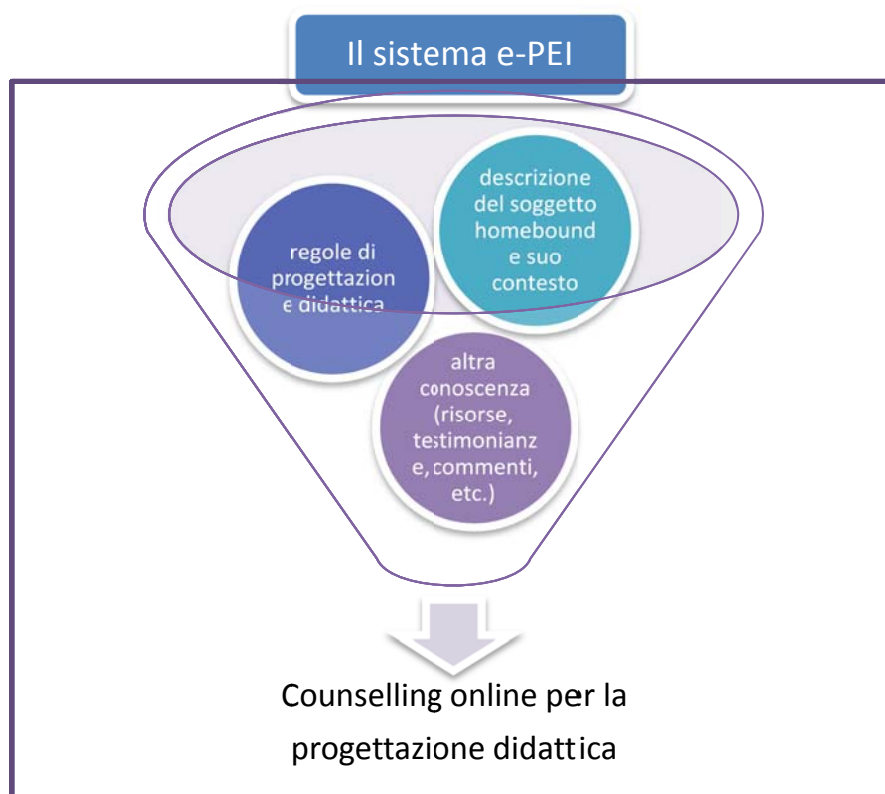 Il sistema e-PEI
descrizione
del soggetto
homebound
e suo
contesto
regole di
progettazion
e didattica
altra
conoscenza
(risorse,
testimonianz
e, commenti,
etc.)
Counselling online per la
progettazione didattica